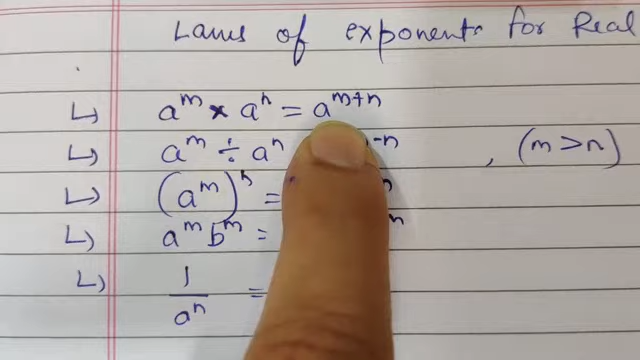 Laws of exponents for Real
↳ a^m × a^n = a^{m+n}
↳ a^m ÷ a^n -n , (m>n)
↳ (a^m)^n = n
↳ a^m b^m = m
↳ 1/a^n =